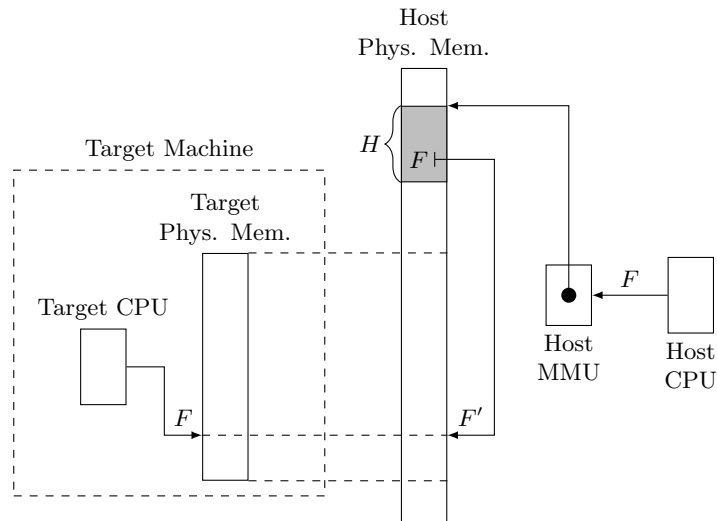 Host
Phys. Mem.
H
F
Target Machine
Target
Phys. Mem.
Target CPU
F
F
F′
Host
MMU
Host
CPU